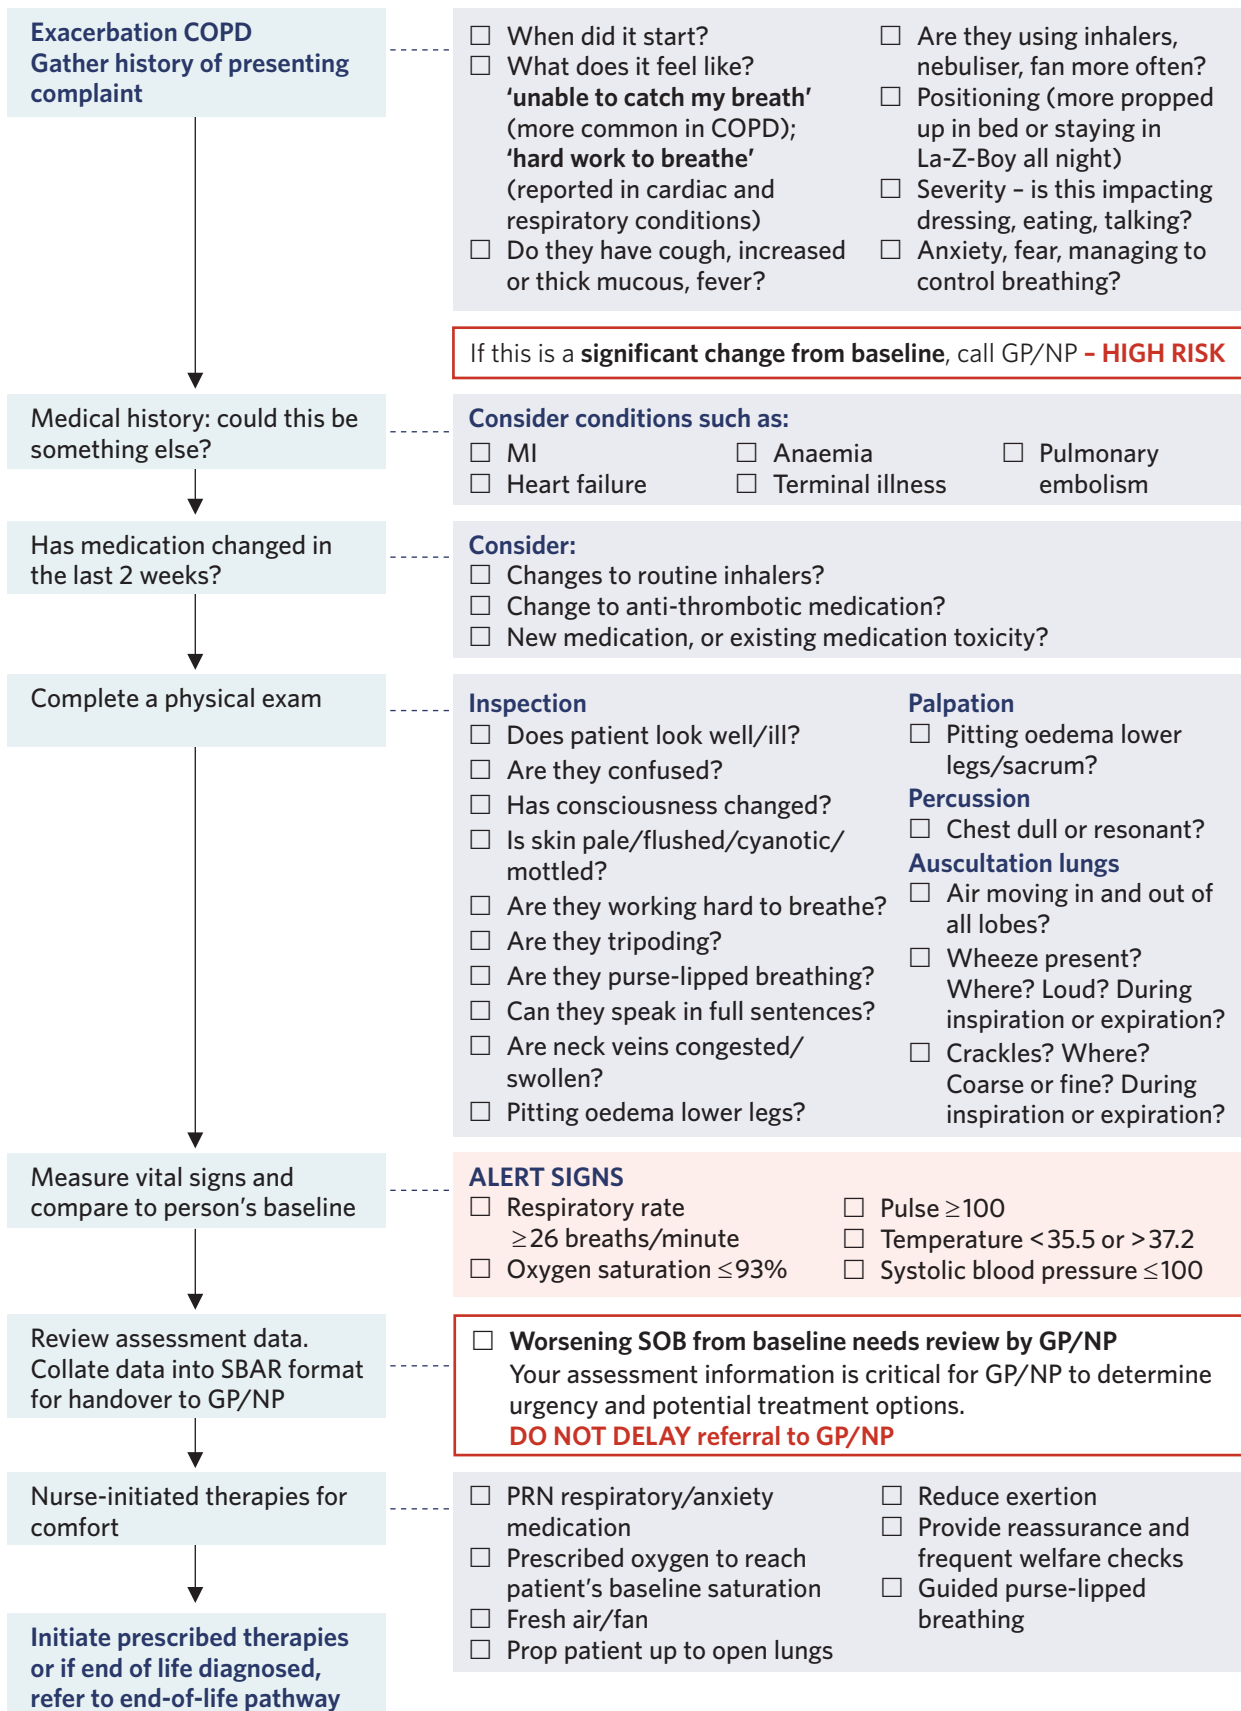 Exacerbation COPD
Gather history of presenting
complaint
☐ When did it start?
☐ What does it feel like?
‘unable to catch my breath’
(more common in COPD);
‘hard work to breathe’
(reported in cardiac and
respiratory conditions)
☐ Do they have cough, increased
or thick mucous, fever?
☐ Are they using inhalers,
nebuliser, fan more often?
☐ Positioning (more propped
up in bed or staying in
La-Z-Boy all night)
☐ Severity – is this impacting
dressing, eating, talking?
☐ Anxiety, fear, managing to
control breathing?
If this is a significant change from baseline, call GP/NP – HIGH RISK
Medical history: could this be
something else?
Consider conditions such as:
☐ MI
☐ Heart failure
☐ Anaemia
☐ Terminal illness
☐ Pulmonary
embolism
Has medication changed in
the last 2 weeks?
Consider:
☐ Changes to routine inhalers?
☐ Change to anti-thrombotic medication?
☐ New medication, or existing medication toxicity?
Complete a physical exam
Inspection
☐ Does patient look well/ill?
☐ Are they confused?
☐ Has consciousness changed?
☐ Is skin pale/flushed/cyanotic/
mottled?
☐ Are they working hard to breathe?
☐ Are they tripoding?
☐ Are they purse-lipped breathing?
☐ Can they speak in full sentences?
☐ Are neck veins congested/
swollen?
☐ Pitting oedema lower legs?
Palpation
☐ Pitting oedema lower
legs/sacrum?
Percussion
☐ Chest dull or resonant?
Auscultation lungs
☐ Air moving in and out of
all lobes?
☐ Wheeze present?
Where? Loud? During
inspiration or expiration?
☐ Crackles? Where?
Coarse or fine? During
inspiration or expiration?
Measure vital signs and
compare to person’s baseline
ALERT SIGNS
☐ Respiratory rate
≥26 breaths/minute
☐ Oxygen saturation ≤93%
☐ Pulse ≥100
☐ Temperature <35.5 or >37.2
☐ Systolic blood pressure ≤100
Review assessment data.
Collate data into SBAR format
for handover to GP/NP
☐ Worsening SOB from baseline needs review by GP/NP
Your assessment information is critical for GP/NP to determine
urgency and potential treatment options.
DO NOT DELAY referral to GP/NP
Nurse-initiated therapies for
comfort
☐ PRN respiratory/anxiety
medication
☐ Prescribed oxygen to reach
patient’s baseline saturation
☐ Fresh air/fan
☐ Prop patient up to open lungs
☐ Reduce exertion
☐ Provide reassurance and
frequent welfare checks
☐ Guided purse-lipped
breathing
Initiate prescribed therapies
or if end of life diagnosed,
refer to end-of-life pathway